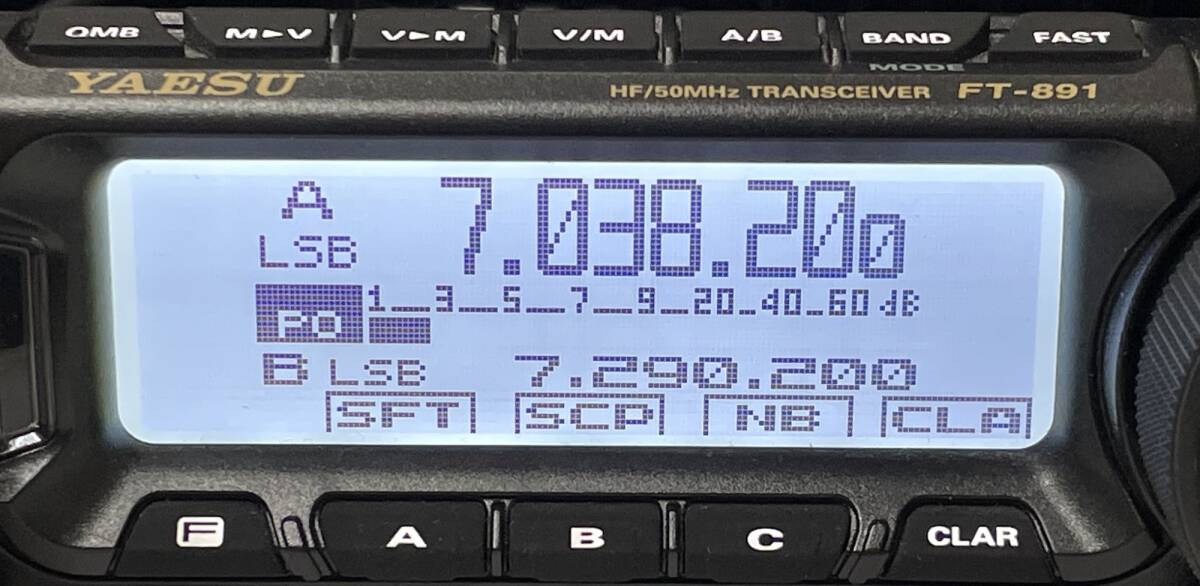 QMB M►V V►M V/M A/B BAND FAST
MODE
YAESU HF/50MHz TRANSCEIVER FT-891
A 7.038.200
LSB
1 3 5 7 9 20 40 60 dB
PO
B LSB 7.290.200
SFT SCP NB CLA
F A B C CLAR